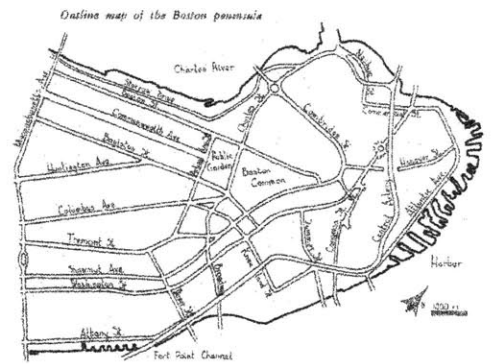 Outline map of the Boston peninsula
Charles River
Massachusetts Ave
Storrow Drive
Beacon St
Commonwealth Ave
Boylston St
Huntington Ave
Columbus Ave
Tremont St
Shawmut Ave
Washington St
Albany St
Fort Point Channel
Public Garden
Boston Common
Charles St
Cambridge St
Commercial St
Hanover St
Atlantic Ave
Central Artery
Congress St
Harbor